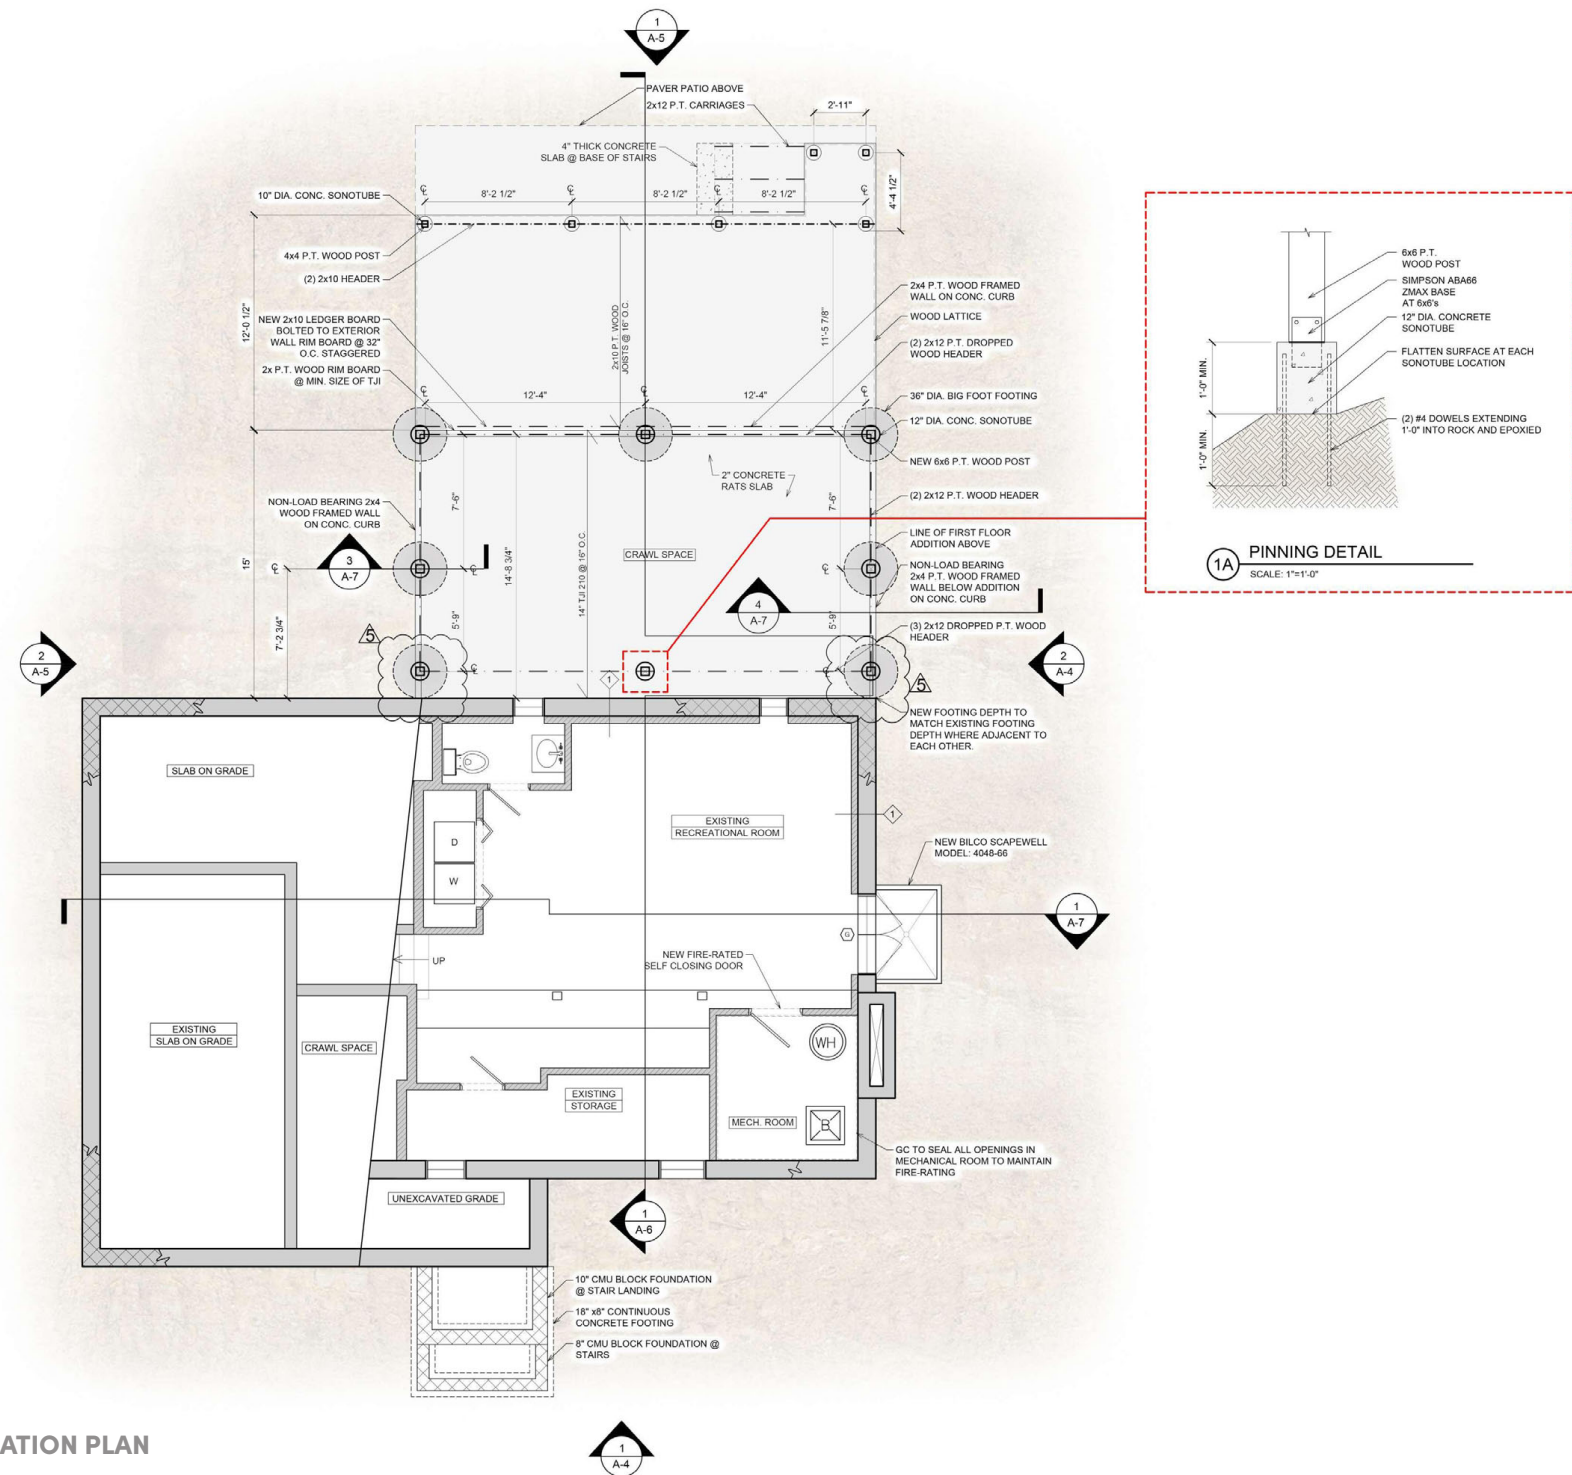 1
A-5
PAVER PATIO ABOVE
2x12 P.T. CARRIAGES
2'-11"
4" THICK CONCRETE
SLAB @ BASE OF STAIRS
4'-4 1/2"
10" DIA. CONC. SONOTUBE
8'-2 1/2"
8'-2 1/2"
8'-2 1/2"
4x4 P.T. WOOD POST
(2) 2x10 HEADER
12'-0 1/2"
NEW 2x10 LEDGER BOARD
BOLTED TO EXTERIOR
WALL RIM BOARD @ 32"
O.C. STAGGERED
2x P.T. WOOD RIM BOARD
@ MIN. SIZE OF TJI
2x10 P.T. WOOD
JOISTS @ 16" O.C.
11'-5 7/8"
2x4 P.T. WOOD FRAMED
WALL ON CONC. CURB
WOOD LATTICE
(2) 2x12 P.T. DROPPED
WOOD HEADER
12'-4"
12'-4"
36" DIA. BIG FOOT FOOTING
12" DIA. CONC. SONOTUBE
NEW 6x6 P.T. WOOD POST
2" CONCRETE
RATS SLAB
(2) 2x12 P.T. WOOD HEADER
NON-LOAD BEARING 2x4
WOOD FRAMED WALL
ON CONC. CURB
7'-6"
7'-6"
LINE OF FIRST FLOOR
ADDITION ABOVE
CRAWL SPACE
NON-LOAD BEARING
2x4 P.T. WOOD FRAMED
WALL BELOW ADDITION
ON CONC. CURB
3
A-7
15'
14'-8 3/4"
14" TJI 210 @ 16" O.C.
4
A-7
7'-2 3/4"
5'-9"
5'-9"
(3) 2x12 DROPPED P.T. WOOD
HEADER
5
2
A-5
2
A-4
1
5
NEW FOOTING DEPTH TO
MATCH EXISTING FOOTING
DEPTH WHERE ADJACENT TO
EACH OTHER.
6x6 P.T.
WOOD POST
SIMPSON ABA66
ZMAX BASE
AT 6x6's
12" DIA. CONCRETE
SONOTUBE
FLATTEN SURFACE AT EACH
SONOTUBE LOCATION
1'-0" MIN.
1'-0" MIN.
(2) #4 DOWELS EXTENDING
1'-0" INTO ROCK AND EPOXIED
1A
PINNING DETAIL
SCALE: 1"=1'-0"
SLAB ON GRADE
EXISTING
RECREATIONAL ROOM
1
D
W
NEW BILCO SCAPEWELL
MODEL: 4048-66
1
A-7
G
UP
NEW FIRE-RATED
SELF CLOSING DOOR
EXISTING
SLAB ON GRADE
CRAWL SPACE
WH
EXISTING
STORAGE
MECH. ROOM
B
GC TO SEAL ALL OPENINGS IN
MECHANICAL ROOM TO MAINTAIN
FIRE-RATING
UNEXCAVATED GRADE
1
A-6
10" CMU BLOCK FOUNDATION
@ STAIR LANDING
18" x8" CONTINUOUS
CONCRETE FOOTING
8" CMU BLOCK FOUNDATION @
STAIRS
ATION PLAN
1
A-4